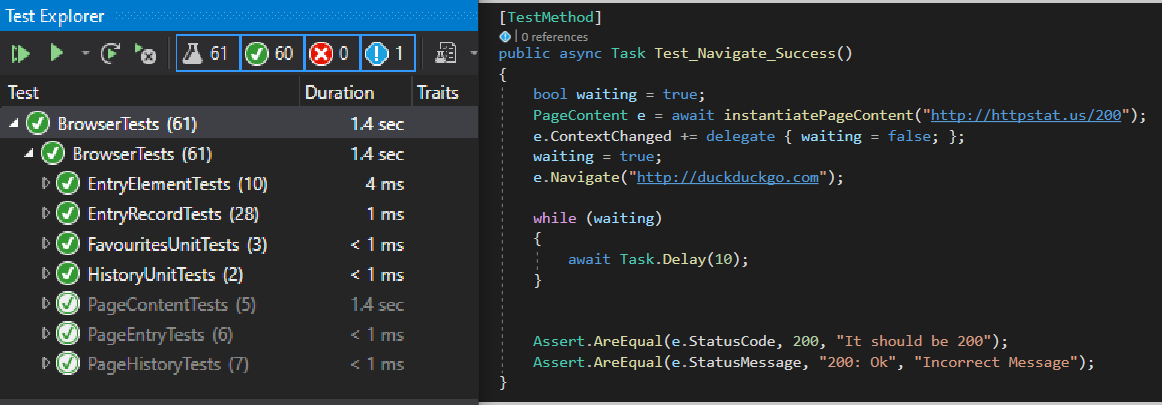 Test Explorer
61 60 0 1
Test Duration Traits
BrowserTests (61) 1.4 sec
BrowserTests (61) 1.4 sec
EntryElementTests (10) 4 ms
EntryRecordTests (28) 1 ms
FavouritesUnitTests (3) < 1 ms
HistoryUnitTests (2) < 1 ms
PageContentTests (5) 1.4 sec
PageEntryTests (6) < 1 ms
PageHistoryTests (7) < 1 ms
[TestMethod]
| 0 references
public async Task Test_Navigate_Success()
{
bool waiting = true;
PageContent e = await instantiatePageContent("http://httpstat.us/200");
e.ContextChanged += delegate { waiting = false; };
waiting = true;
e.Navigate("http://duckduckgo.com");
while (waiting)
{
await Task.Delay(10);
}
Assert.AreEqual(e.StatusCode, 200, "It should be 200");
Assert.AreEqual(e.StatusMessage, "200: Ok", "Incorrect Message");
}